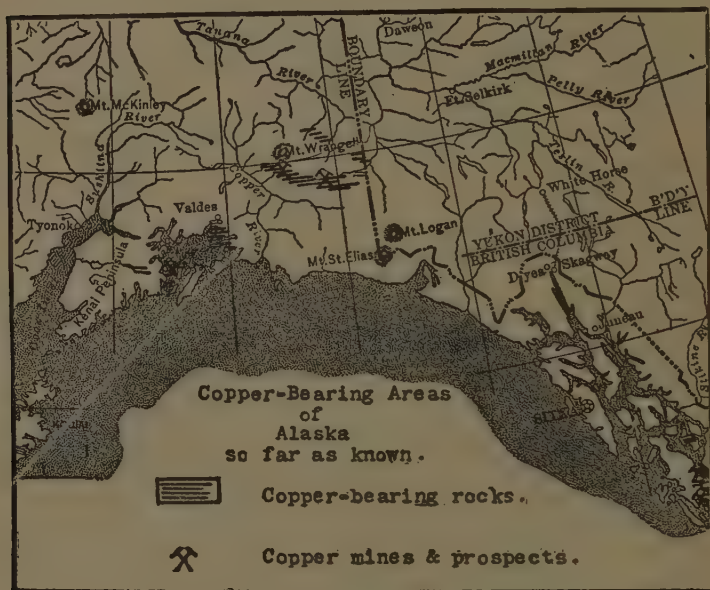 Tanana
River
Dawson
BOUNDARY
LINE
Macmillan River
Ft. Selkirk
Pelly River
Mt. McKinley
River
Mt. Wrangell
Copper
River
Teslin R.
White Horse
B'D'Y
LINE
Tyonok
Valdes
Mt. Logan
Mt. St. Elias
YUKON DISTRICT
BRITISH COLUMBIA
Dyea
Skagway
Kenai Peninsula
Juneau
Copper-Bearing Areas
of
Alaska
so far as known.
Copper-bearing rocks.
Copper mines & prospects.